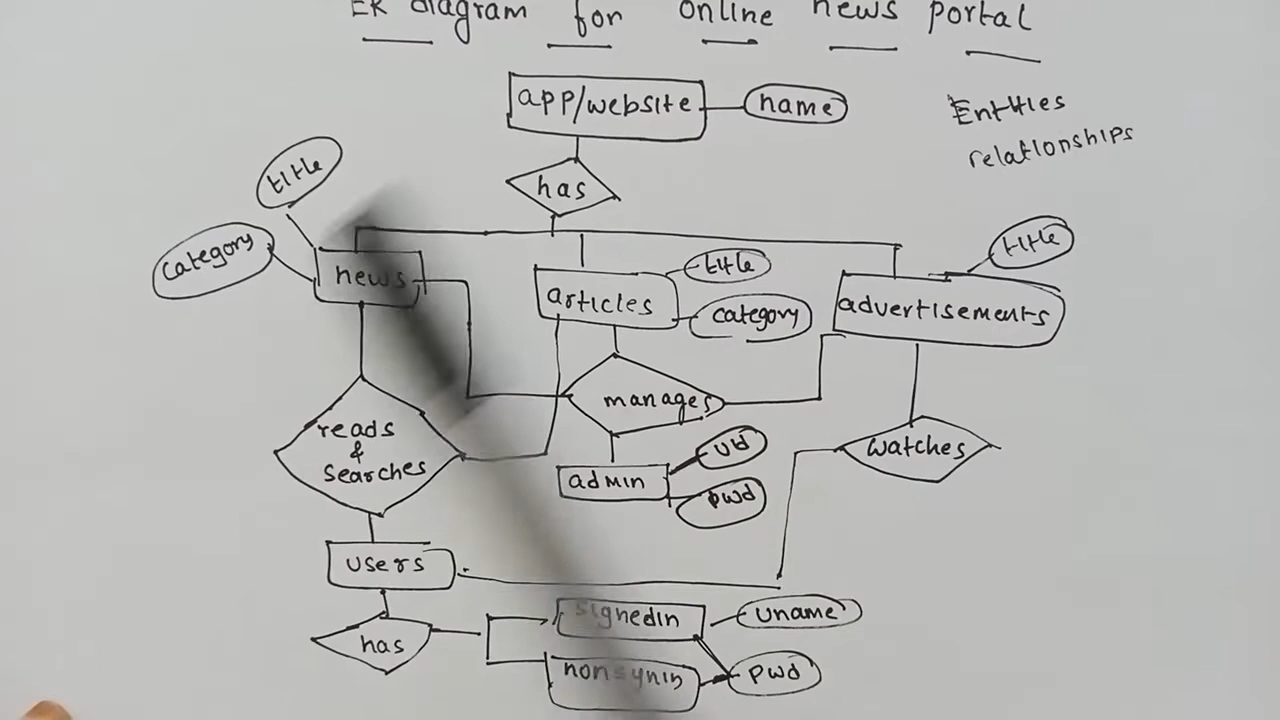 ER diagram for online news portal
app/website
name
Entities
relationships
has
title
category
news
articles
title
category
advertisements
title
reads
&
searches
manages
watches
admin
uid
pwd
users
has
signedin
uname
pwd